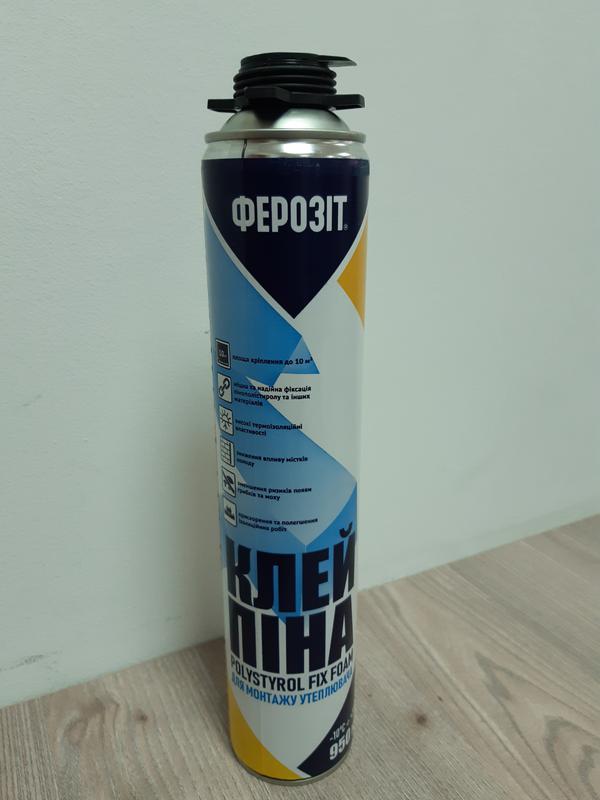 ФЕРОЗІТ
площа кріплення до 10 м²
міцна та надійна фіксація
пінополістиролу та інших
матеріалів
високі термоізоляційні
властивості
зниження впливу містків
холоду
зменшення ризиків появи
грибків та моху
прискорення та полегшення
ізоляційних робіт
КЛЕЙ
ПІНА
POLYSTYROL FIX FOAM
ДЛЯ МОНТАЖУ УТЕПЛЮВАЧА
-10°C
950